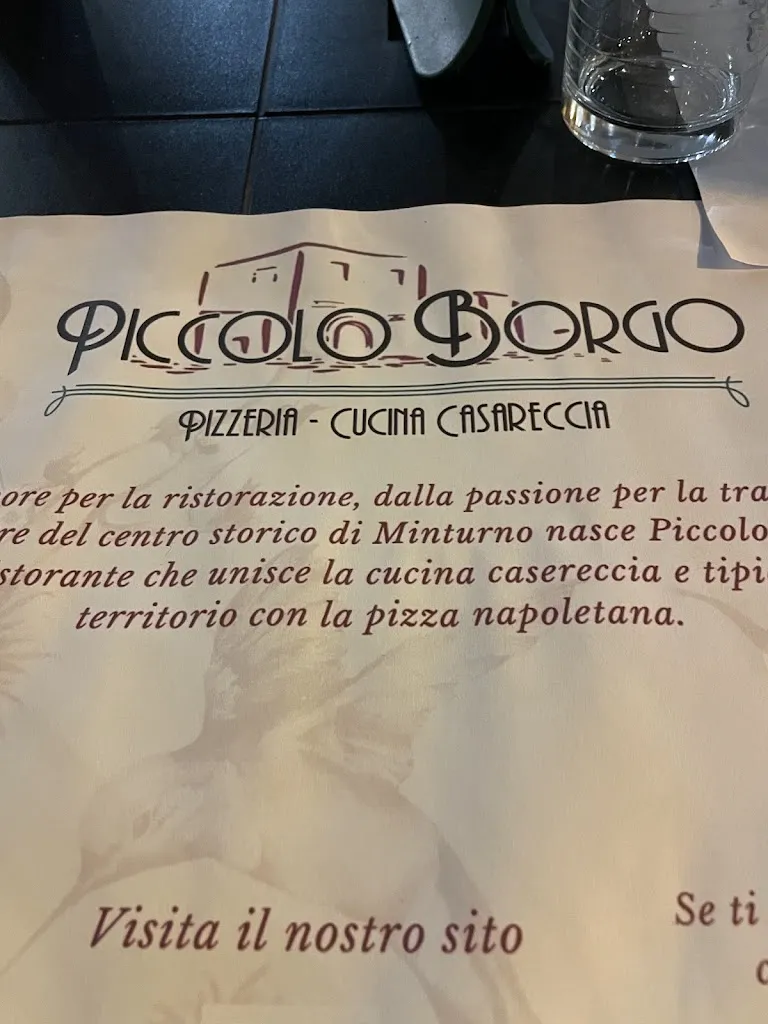 PICCOLO BORGO
PIZZERIA - CUCINA CASARECCIA
ore per la ristorazione, dalla passione per la tra
re del centro storico di Minturno nasce Piccolo
storante che unisce la cucina casereccia e tipi
territorio con la pizza napoletana.
Visita il nostro sito
Se ti